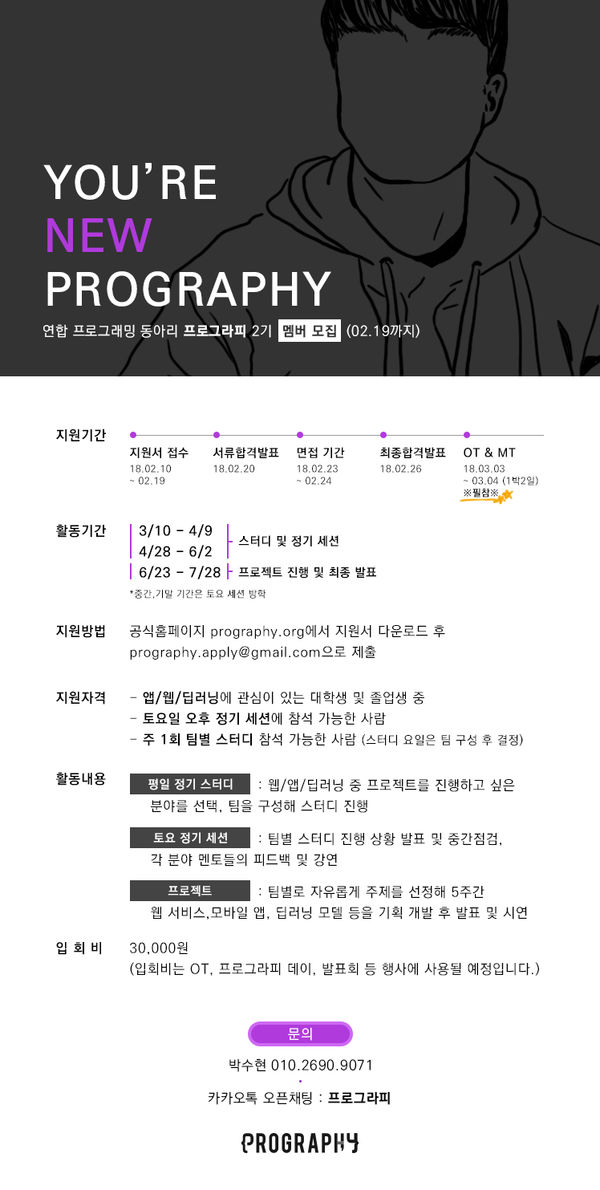 YOU'RE
NEW
PROGRAPHY
연합 프로그래밍 동아리 프로그라피 2기 멤버 모집 (02.19까지)
지원기간
지원서 접수
18.02.10
~ 02.19
서류합격발표
18.02.20
면접 기간
18.02.23
~ 02.24
최종합격발표
18.02.26
OT & MT
18.03.03
~ 03.04 (1박2일)
※필참※
활동기간
3/10 - 4/9
4/28 - 6/2
스터디 및 정기 세션
6/23 - 7/28
프로젝트 진행 및 최종 발표
*중간,기말 기간은 토요 세션 방학
지원방법
공식홈페이지 prography.org에서 지원서 다운로드 후
prography.apply@gmail.com으로 제출
지원자격
- 앱/웹/딥러닝에 관심이 있는 대학생 및 졸업생 중
- 토요일 오후 정기 세션에 참석 가능한 사람
- 주 1회 팀별 스터디 참석 가능한 사람 (스터디 요일은 팀 구성 후 결정)
활동내용
평일 정기 스터디 : 웹/앱/딥러닝 중 프로젝트를 진행하고 싶은
분야를 선택, 팀을 구성해 스터디 진행
토요 정기 세션 : 팀별 스터디 진행 상황 발표 및 중간점검,
각 분야 멘토들의 피드백 및 강연
프로젝트 : 팀별로 자유롭게 주제를 선정해 5주간
웹 서비스,모바일 앱, 딥러닝 모델 등을 기획 개발 후 발표 및 시연
입 회 비
30,000원
(입회비는 OT, 프로그라피 데이, 발표회 등 행사에 사용될 예정입니다.)
문의
박수현 010.2690.9071
카카오톡 오픈채팅 : 프로그라피
PROGRAPHY